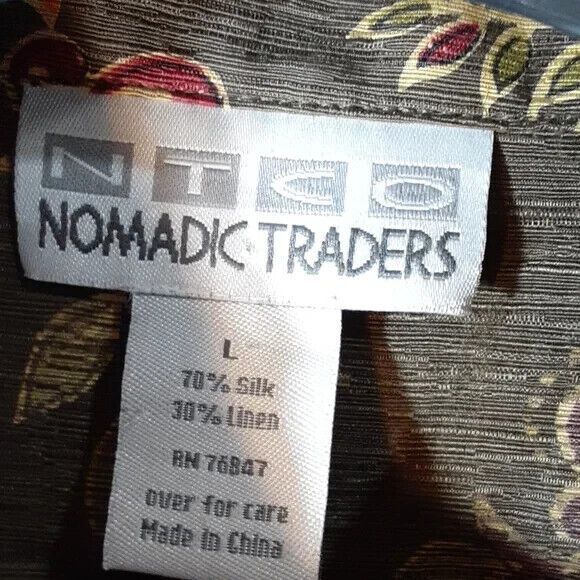 NTCO
NOMADIC TRADERS
L
70% Silk
30% Linen
RN 76847
over for care
Made in China